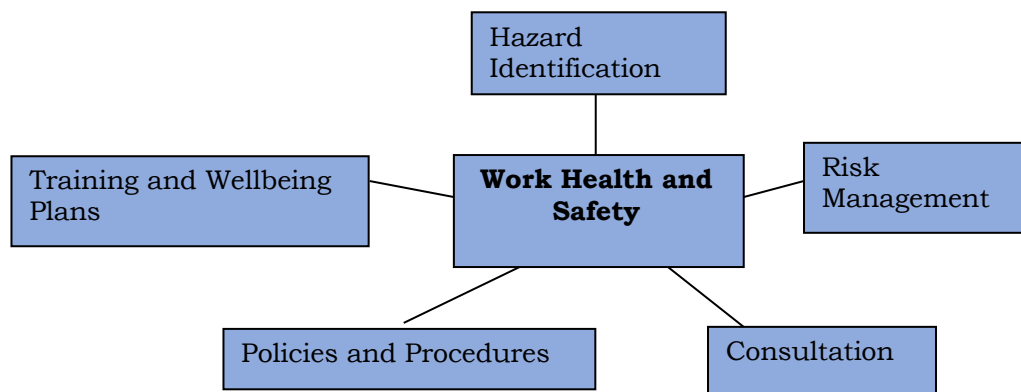 Hazard
Identification
Training and Wellbeing
Plans
Work Health and
Safety
Risk
Management
Policies and Procedures
Consultation